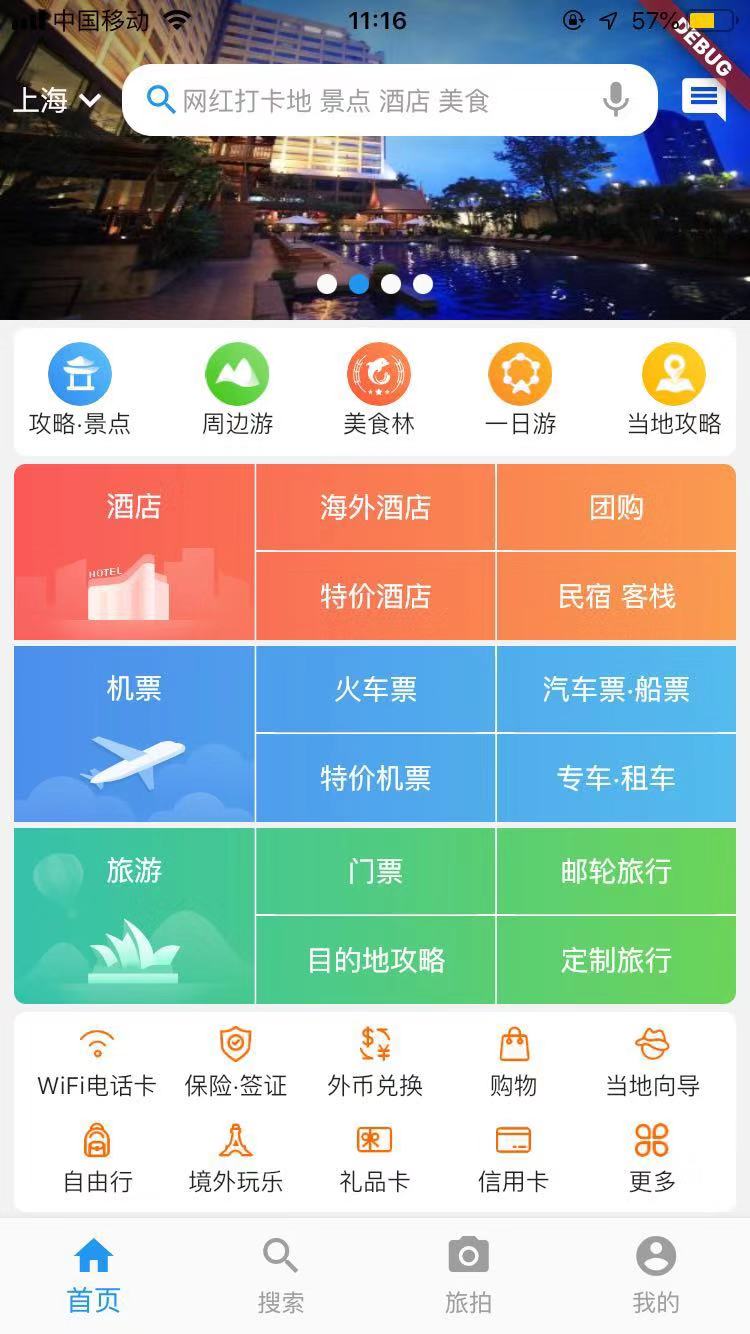 中国移动 11:16 57%
DEBUG
上海 网红打卡地 景点 酒店 美食
攻略·景点 周边游 美食林 一日游 当地攻略
酒店 海外酒店 团购
HOTEL
特价酒店 民宿 客栈
机票 火车票 汽车票·船票
特价机票 专车·租车
旅游 门票 邮轮旅行
目的地攻略 定制旅行
WiFi电话卡 保险·签证 外币兑换 购物 当地向导
自由行 境外玩乐 礼品卡 信用卡 更多
首页 搜索 旅拍 我的